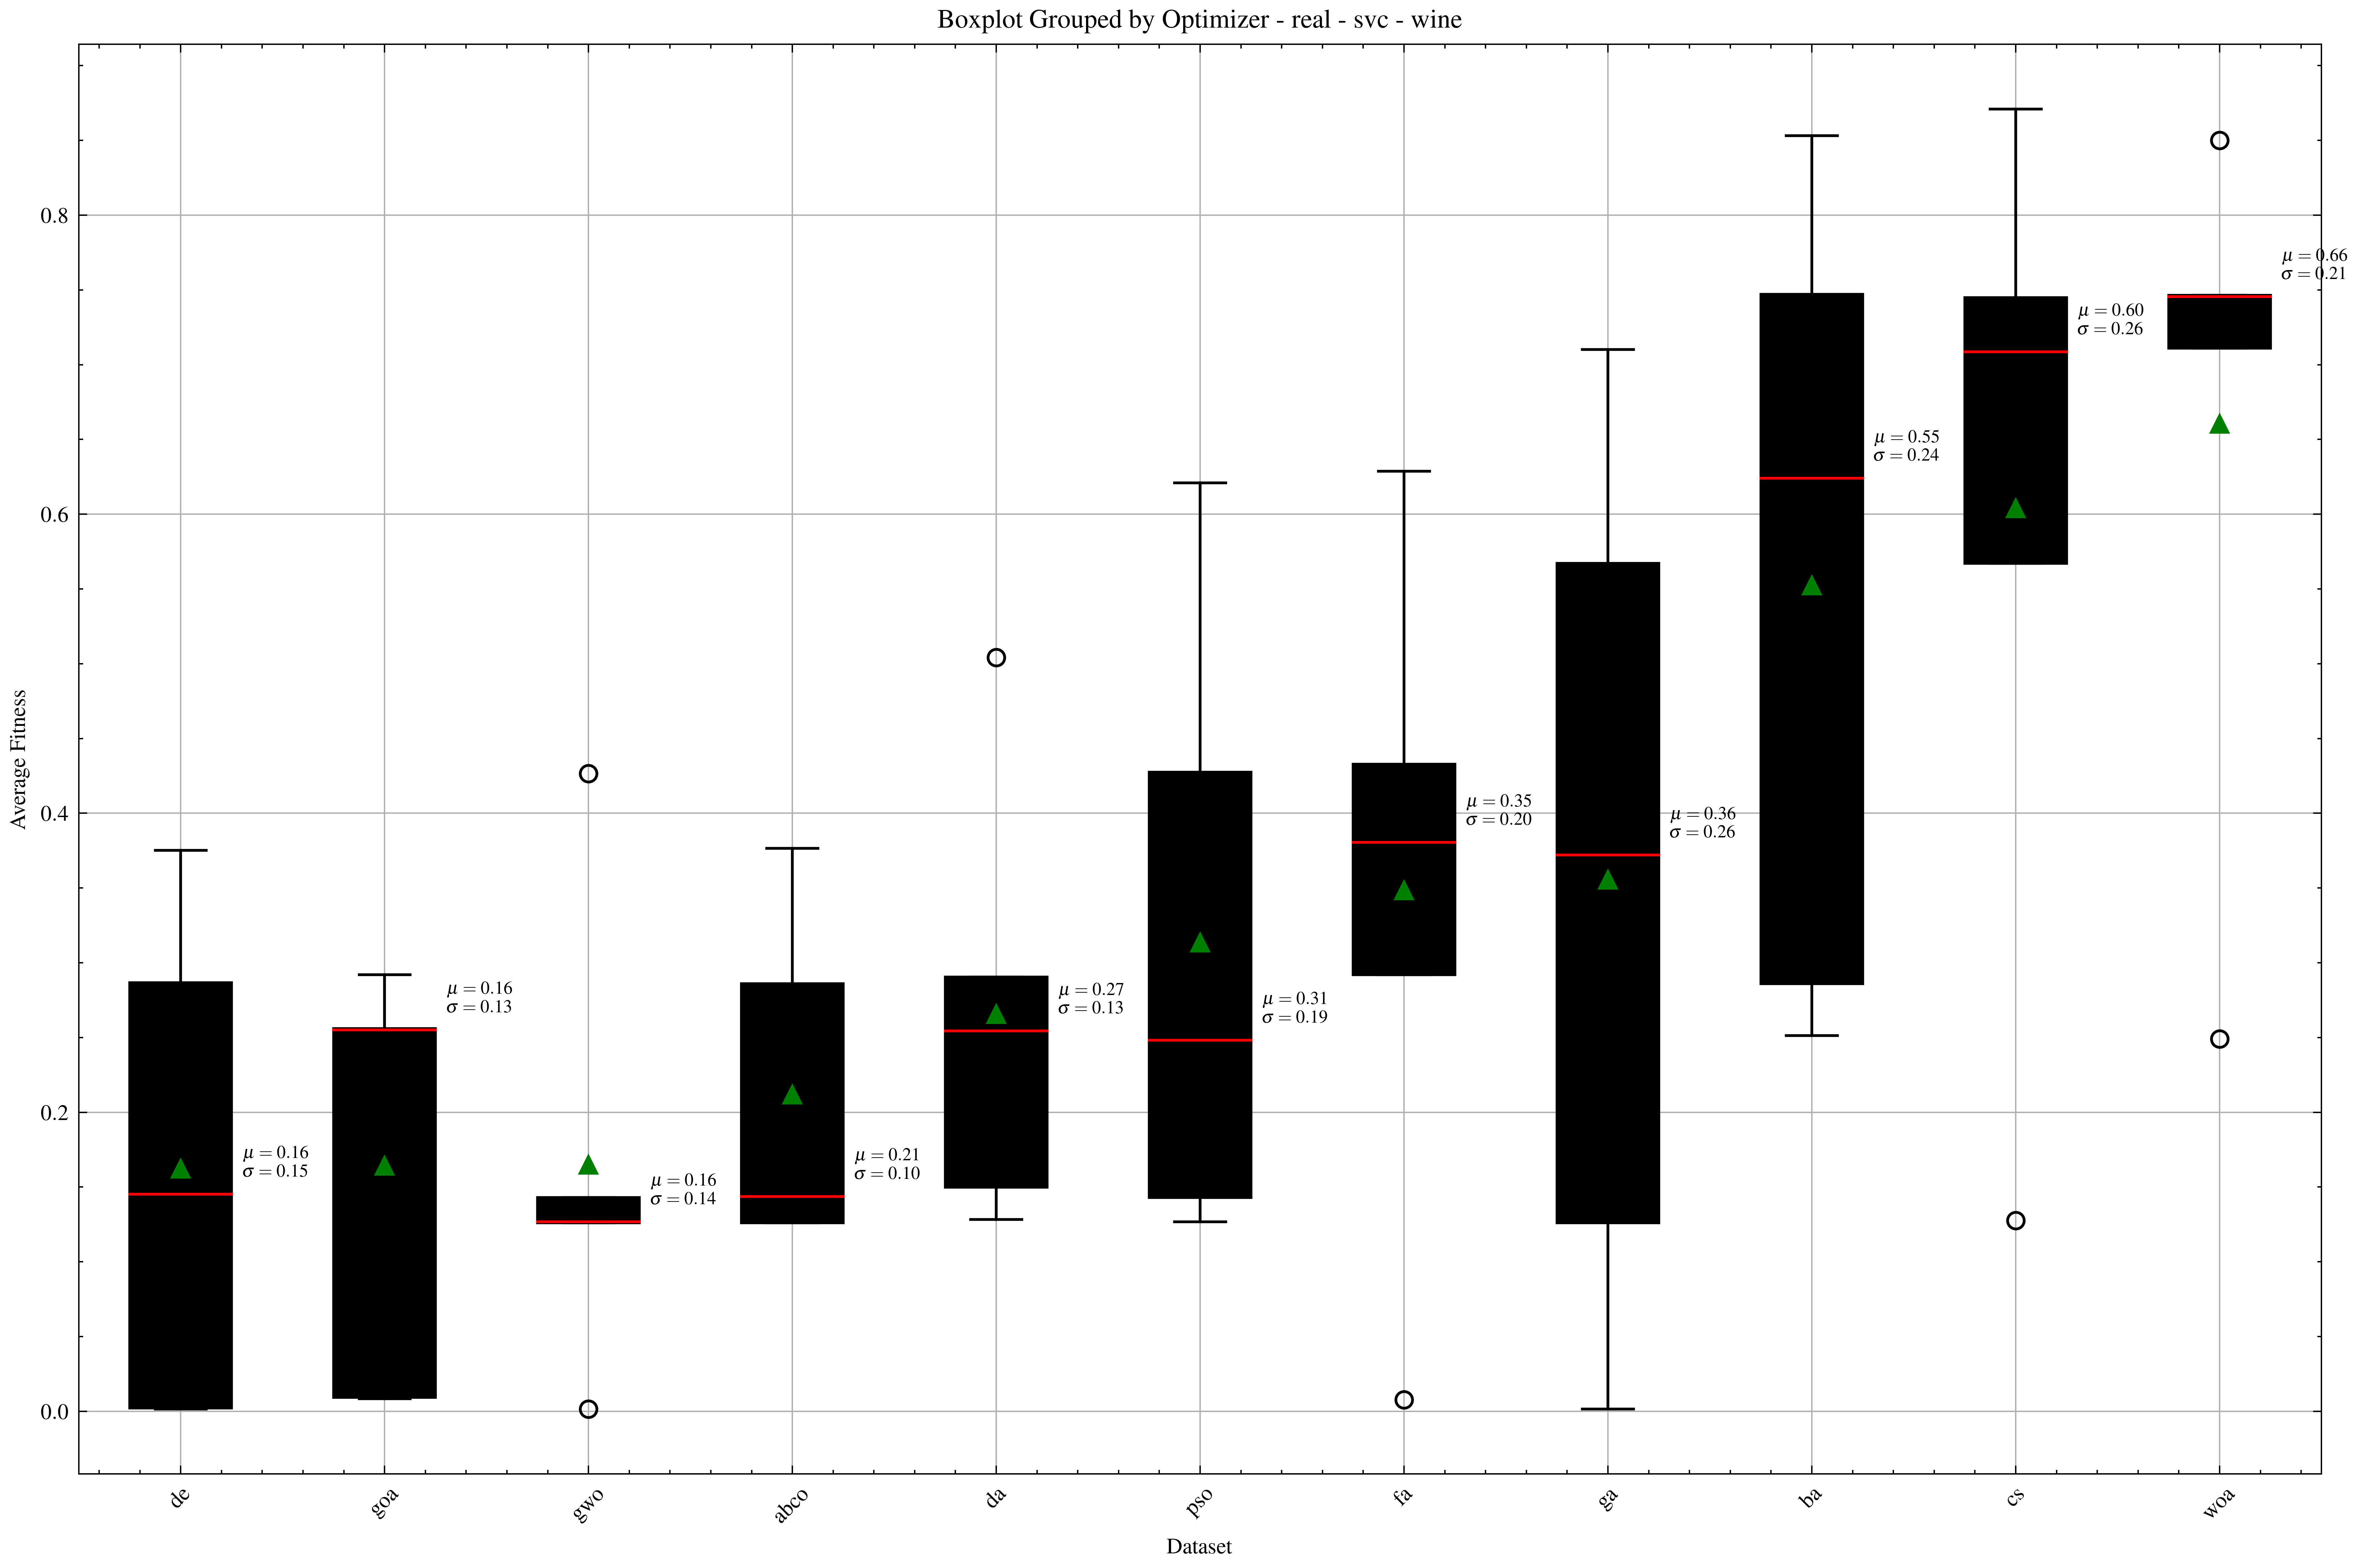 Boxplot Grouped by Optimizer - real - svc - wine
Average Fitness
0.8
0.6
0.4
0.2
0.0
μ = 0.16
σ = 0.15
μ = 0.16
σ = 0.13
μ = 0.16
σ = 0.14
μ = 0.21
σ = 0.10
μ = 0.27
σ = 0.13
μ = 0.31
σ = 0.19
μ = 0.35
σ = 0.20
μ = 0.36
σ = 0.26
μ = 0.55
σ = 0.24
μ = 0.60
σ = 0.26
μ = 0.66
σ = 0.21
de
goa
gwo
abco
da
pso
fa
ga
ba
cs
woa
Dataset